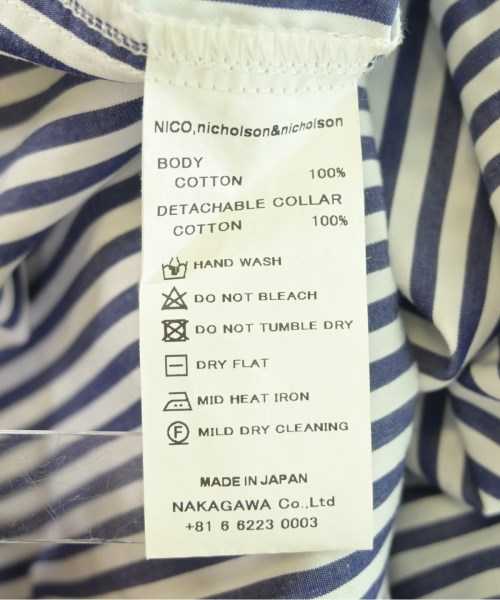 NICO,nicholson&nicholson
BODY
COTTON 100%
DETACHABLE COLLAR
COTTON 100%
HAND WASH
DO NOT BLEACH
DO NOT TUMBLE DRY
DRY FLAT
MID HEAT IRON
F MILD DRY CLEANING
MADE IN JAPAN
NAKAGAWA Co.,Ltd
+81 6 6223 0003